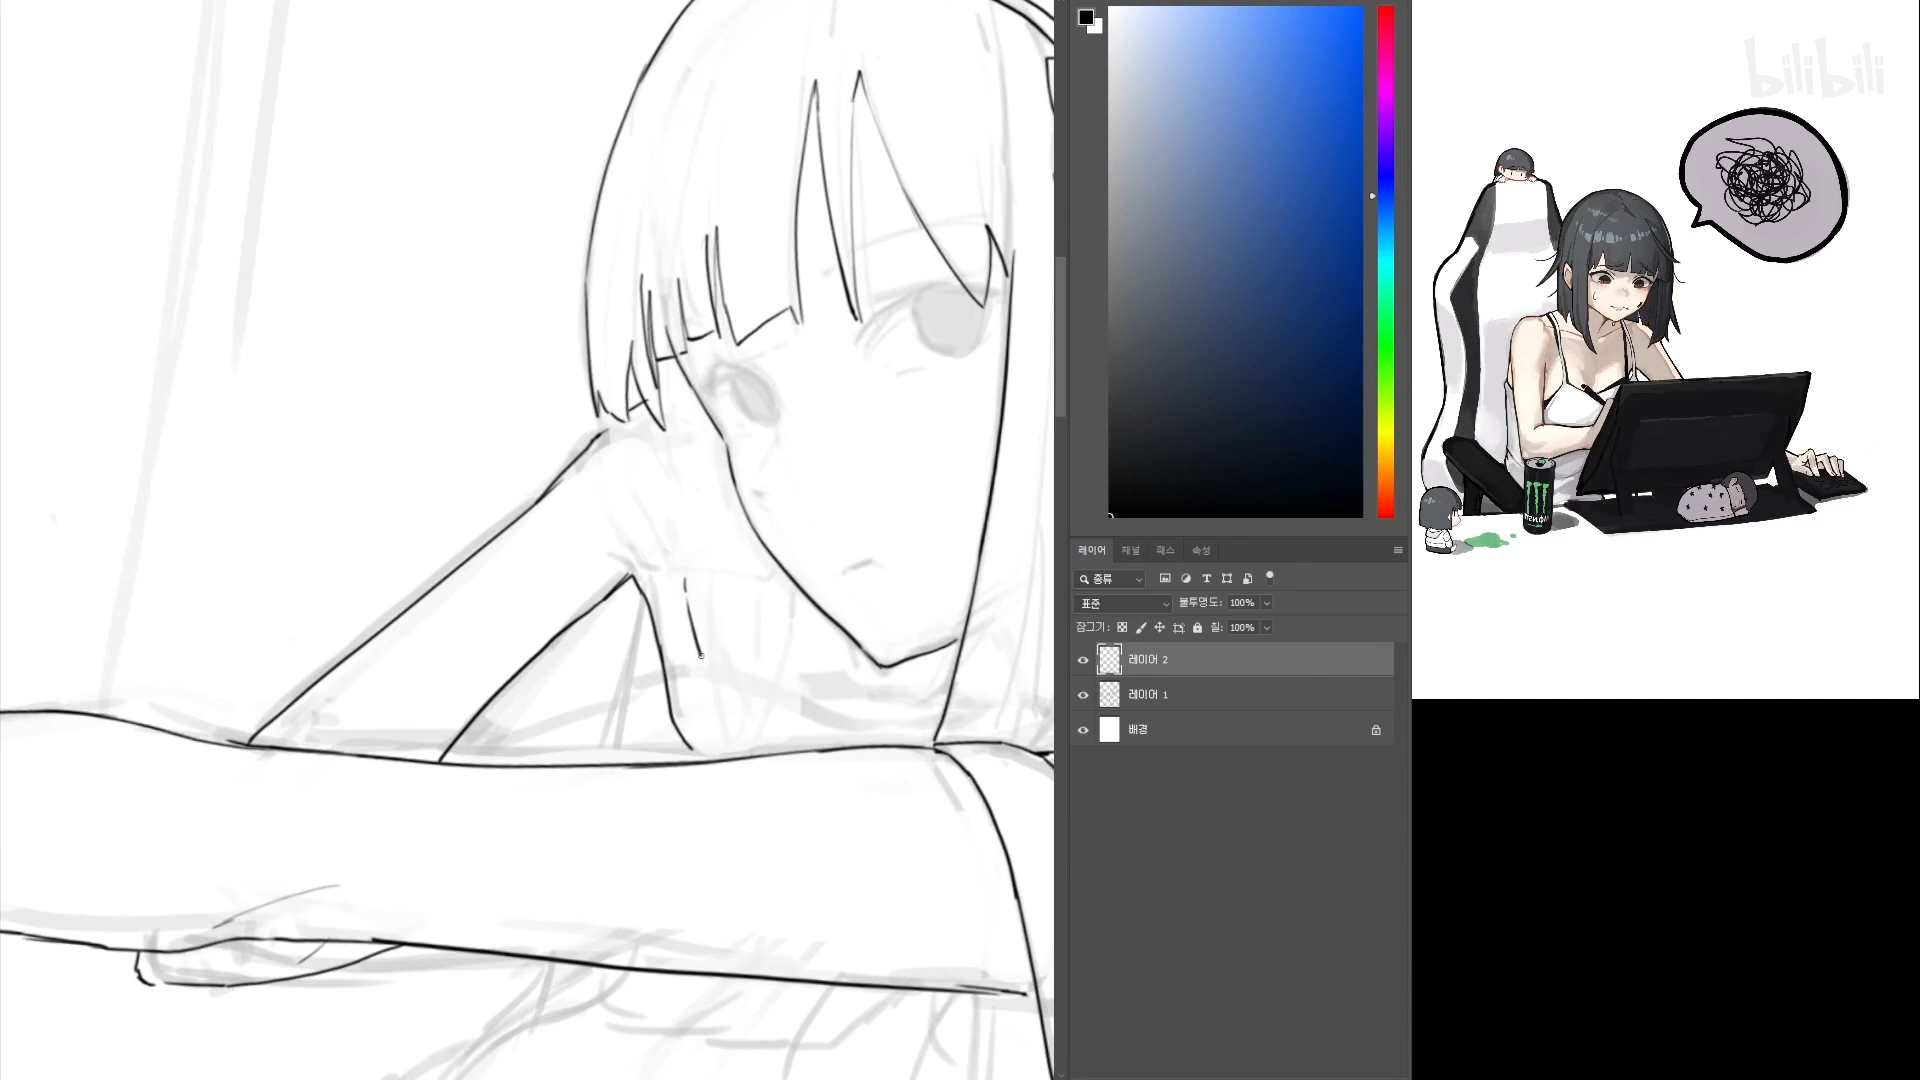 bilibili
레이어 채널 패스 속성
종류
표준 불투명도: 100%
잠그기: 칠: 100%
레이어 2
레이어 1
배경